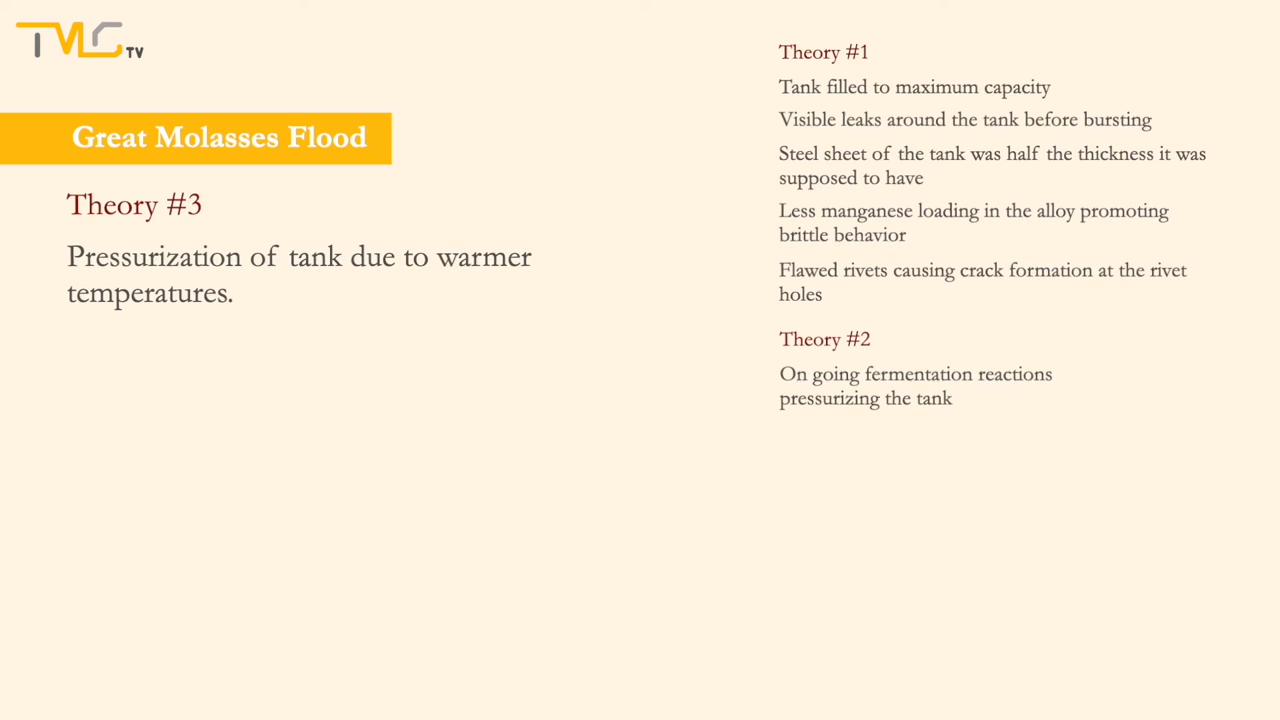 TMC TV
Great Molasses Flood
Theory #3
Pressurization of tank due to warmer
temperatures.
Theory #1
Tank filled to maximum capacity
Visible leaks around the tank before bursting
Steel sheet of the tank was half the thickness it was
supposed to have
Less manganese loading in the alloy promoting
brittle behavior
Flawed rivets causing crack formation at the rivet
holes
Theory #2
On going fermentation reactions
pressurizing the tank